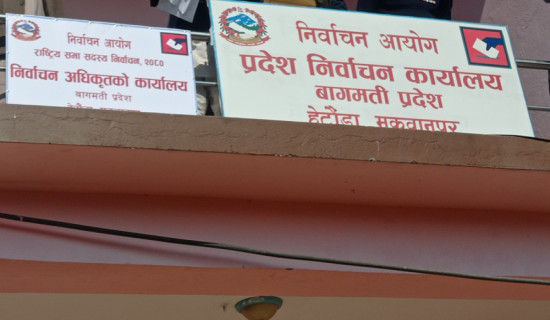 निर्वाचन आयोग
राष्ट्रिय सभा सदस्य निर्वाचन, २०८०
निर्वाचन अधिकृतको कार्यालय
बागमती प्रदेश
निर्वाचन आयोग
प्रदेश निर्वाचन कार्यालय
बागमती प्रदेश
हेटौंडा, मकवानपुर